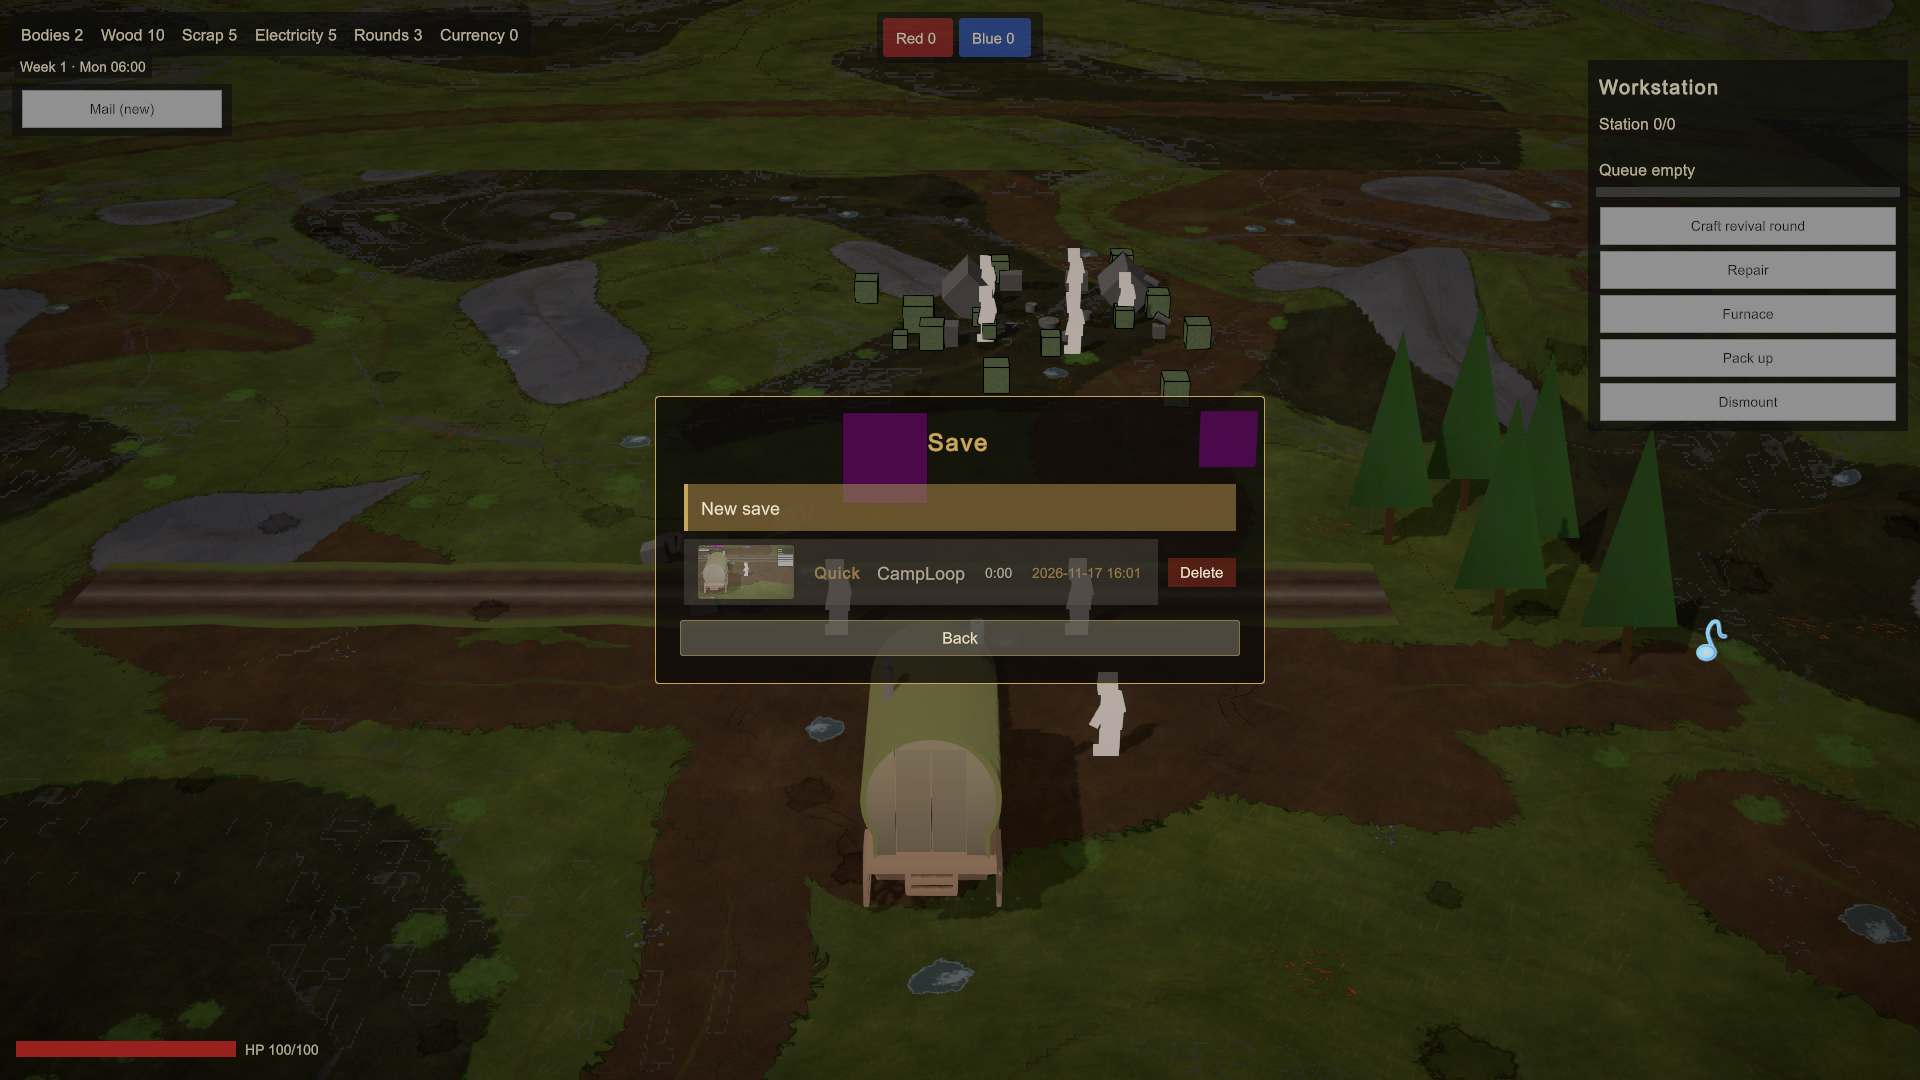 Bodies 2 Wood 10 Scrap 5 Electricity 5 Rounds 3 Currency 0
Week 1 · Mon 06:00
Mail (new)
Red 0 Blue 0
Workstation
Station 0/0
Queue empty
Craft revival round
Repair
Furnace
Pack up
Dismount
Save
New save
Quick CampLoop 0:00 2026-11-17 16:01 Delete
Back
HP 100/100